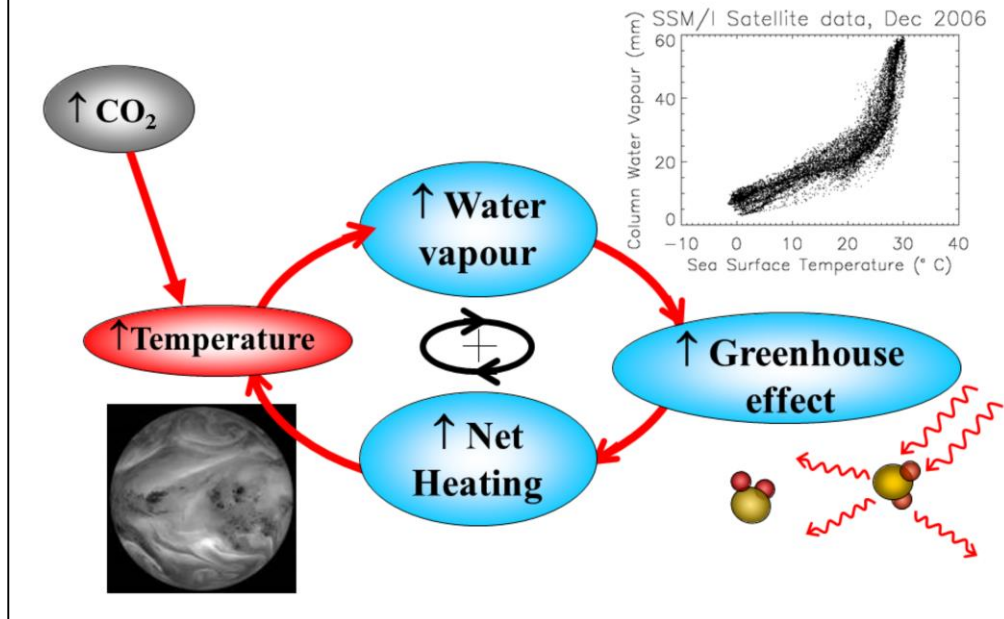 SSM/I Satellite data, Dec 2006
Column Water Vapour (mm)
60
40
20
0
−10
0
10
20
30
40
Sea Surface Temperature (° C)
↑ CO₂
↑ Water
vapour
↑Temperature
+
↑ Greenhouse
effect
↑ Net
Heating